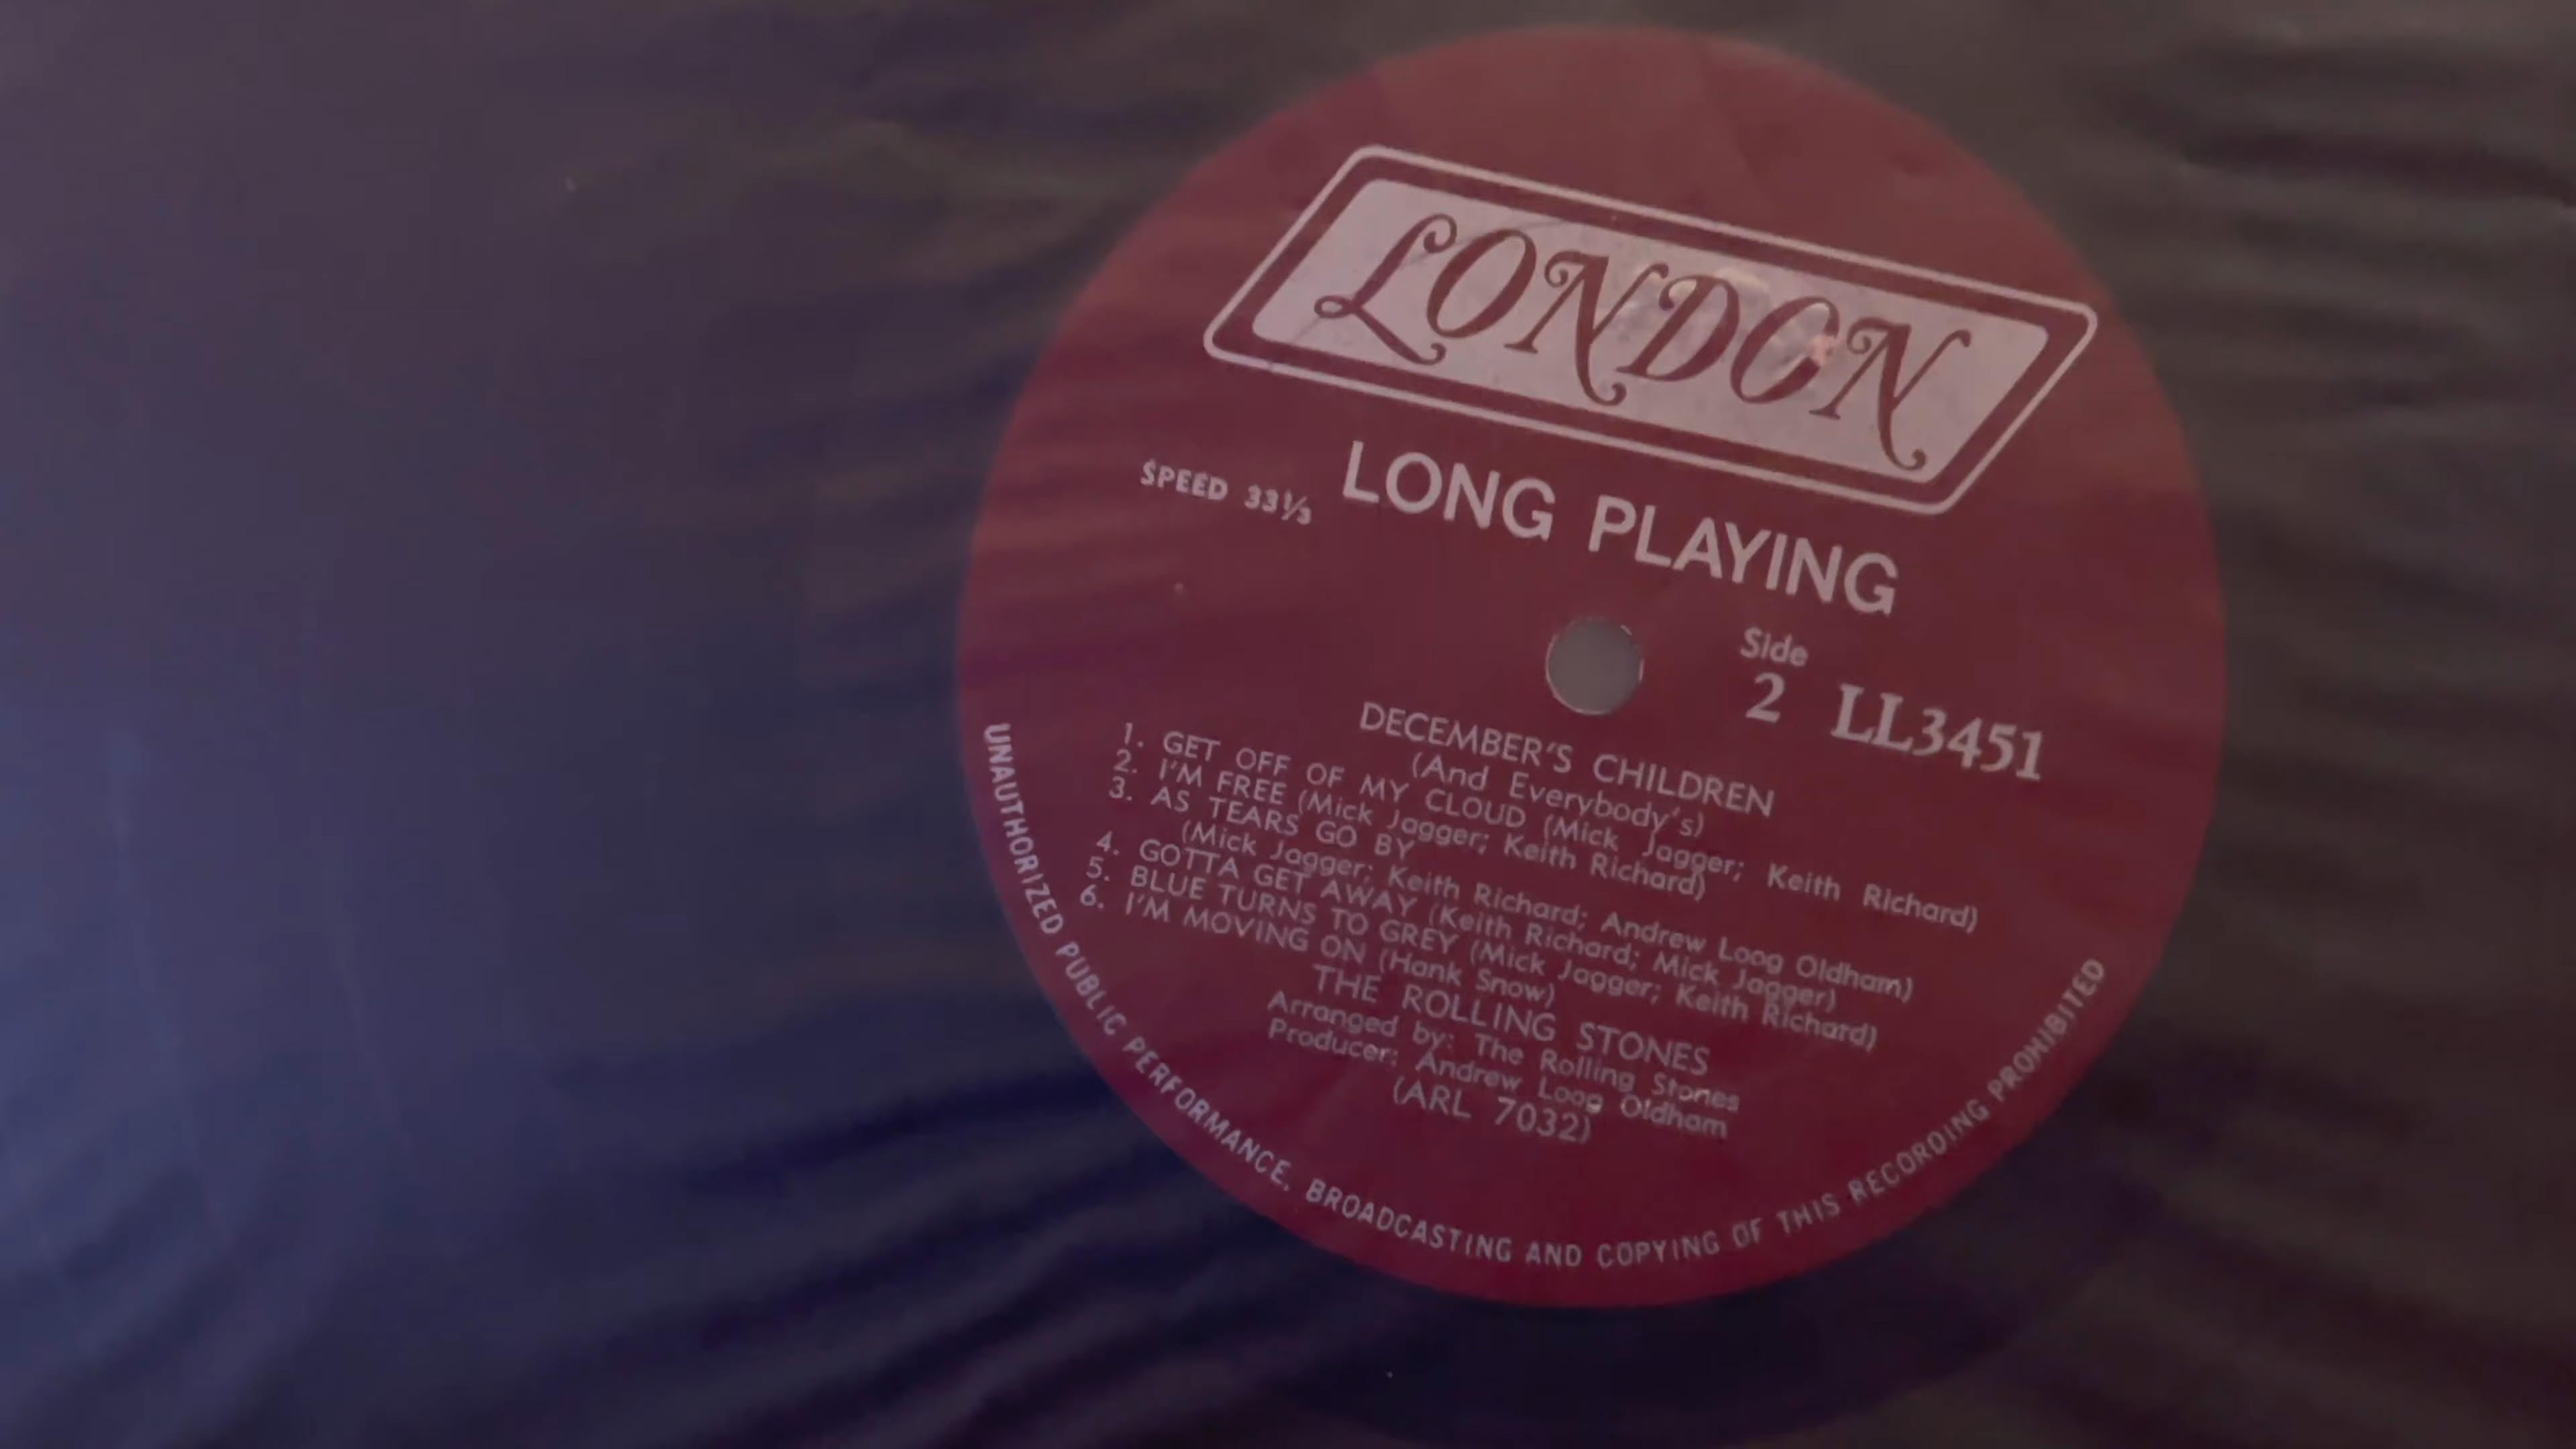 LONDON
LONG PLAYING
SPEED 33⅓
Side
2 LL3451
DECEMBER'S CHILDREN
(And Everybody's)
1. GET OFF OF MY CLOUD (Mick Jagger; Keith Richard)
2. I'M FREE (Mick Jagger; Keith Richard)
3. AS TEARS GO BY
(Mick Jagger; Keith Richard; Andrew Loog Oldham)
4. GOTTA GET AWAY (Keith Richard; Mick Jagger)
5. BLUE TURNS TO GREY (Mick Jagger; Keith Richard)
6. I'M MOVING ON (Hank Snow)
THE ROLLING STONES
Arranged by: The Rolling Stones
Producer: Andrew Loog Oldham
(ARL 7032)
UNAUTHORIZED PUBLIC PERFORMANCE, BROADCASTING AND COPYING OF THIS RECORDING PROHIBITED